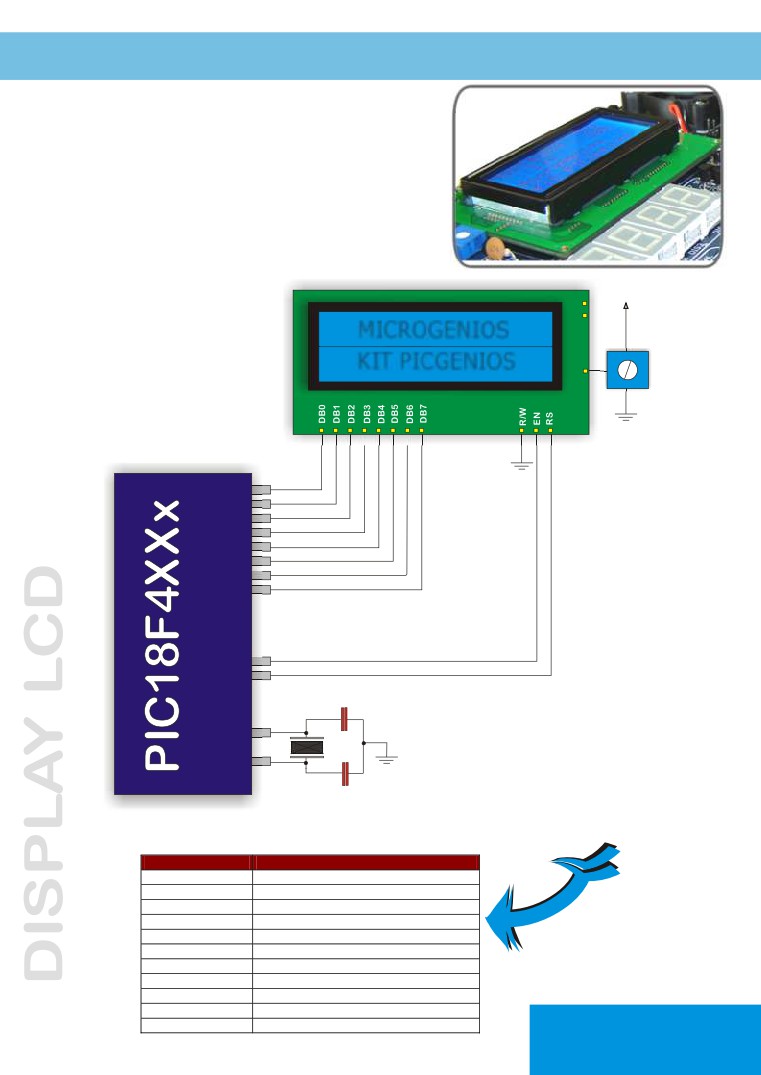 MICROGENIOS
KIT PICGENIOS
DB0
DB1
DB2
DB3
DB4
DB5
DB6
DB7
R/W
EN
RS
PIC18F4XXx
DISPLAY LCD